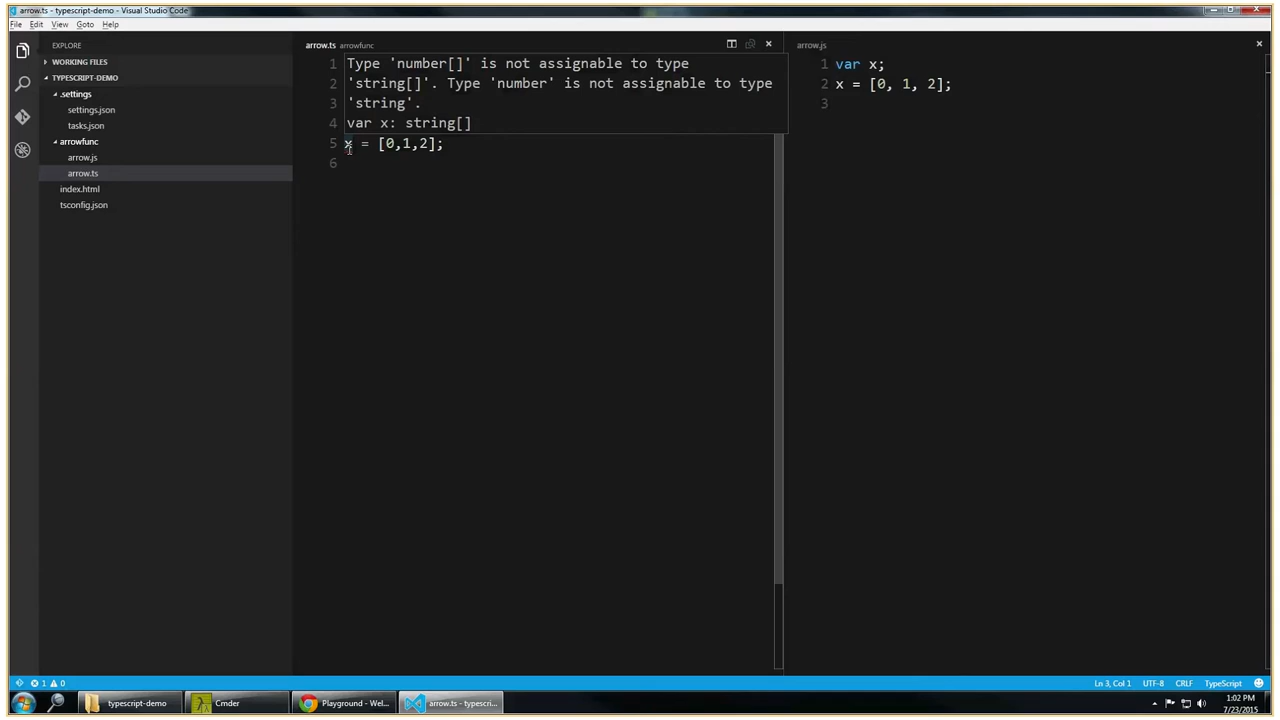 arrow.ts - typescript-demo - Visual Studio Code
File Edit View Goto Help
EXPLORE
WORKING FILES
TYPESCRIPT-DEMO
.settings
settings.json
tasks.json
arrowfunc
arrow.js
arrow.ts
index.html
tsconfig.json
arrow.ts arrowfunc
1 Type 'number[]' is not assignable to type
2 'string[]'. Type 'number' is not assignable to type
3 'string'.
4 var x: string[]
5 x = [0,1,2];
6
arrow.js
1 var x;
2 x = [0, 1, 2];
3
1 0
Ln 3, Col 1 UTF-8 CRLF TypeScript
typescript-demo
Cmder
Playground - Wel...
arrow.ts - typescri...
1:02 PM
7/23/2015